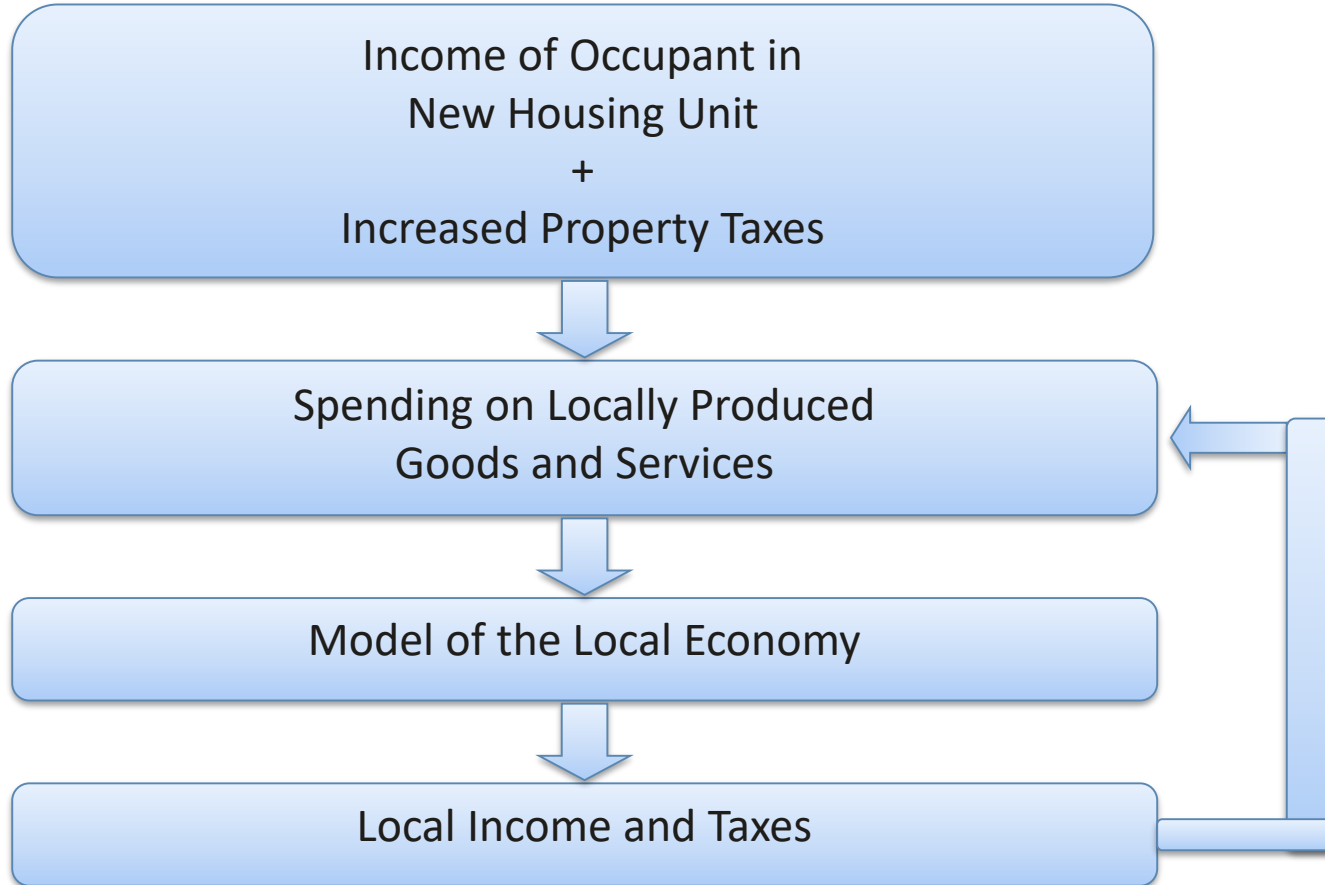 Income of Occupant in
New Housing Unit
+
Increased Property Taxes
Spending on Locally Produced
Goods and Services
Model of the Local Economy
Local Income and Taxes